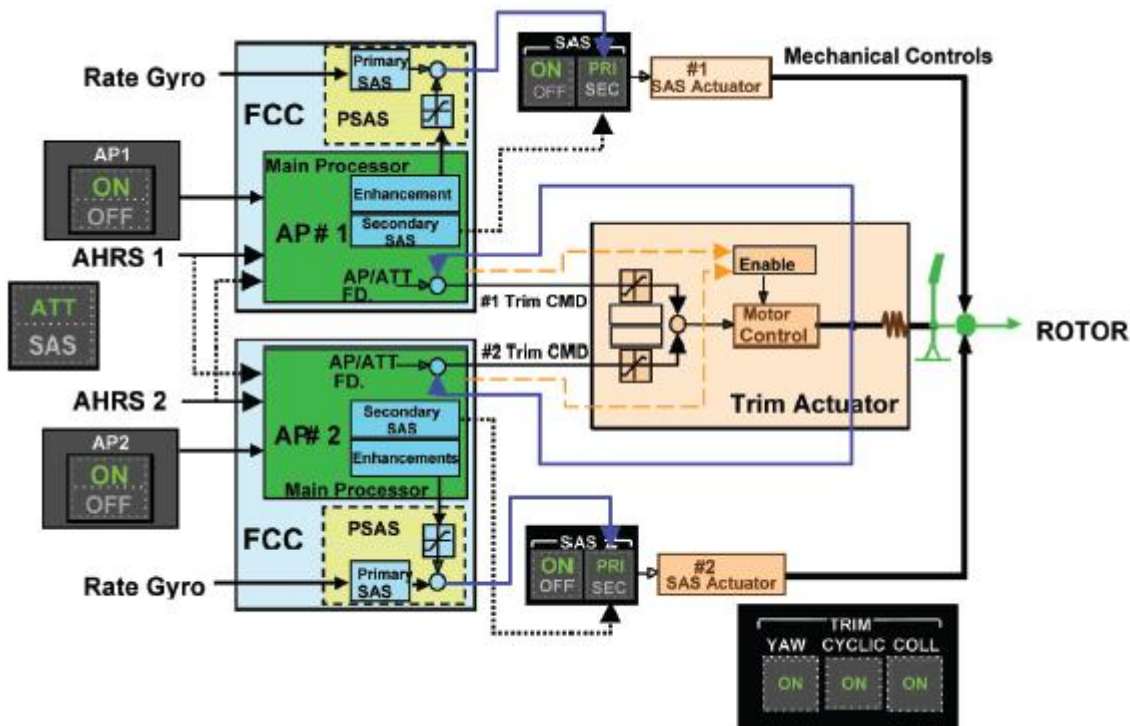 Rate Gyro
FCC
Primary
SAS
PSAS
SAS
ON
OFF
PRI
SEC
#1
SAS Actuator
Mechanical Controls
AP1
ON
OFF
Main Processor
Enhancement
Secondary
SAS
AP# 1
AHRS 1
AP/ATT
FD.
#1 Trim CMD
Enable
Motor
Control
ROTOR
ATT
SAS
#2 Trim CMD
Trim Actuator
AP/ATT
FD.
AHRS 2
AP# 2
Secondary
SAS
Enhancements
Main Processor
AP2
ON
OFF
FCC
PSAS
Rate Gyro
Primary
SAS
SAS 2
ON
OFF
PRI
SEC
#2
SAS Actuator
TRIM
YAW CYCLIC COLL
ON ON ON